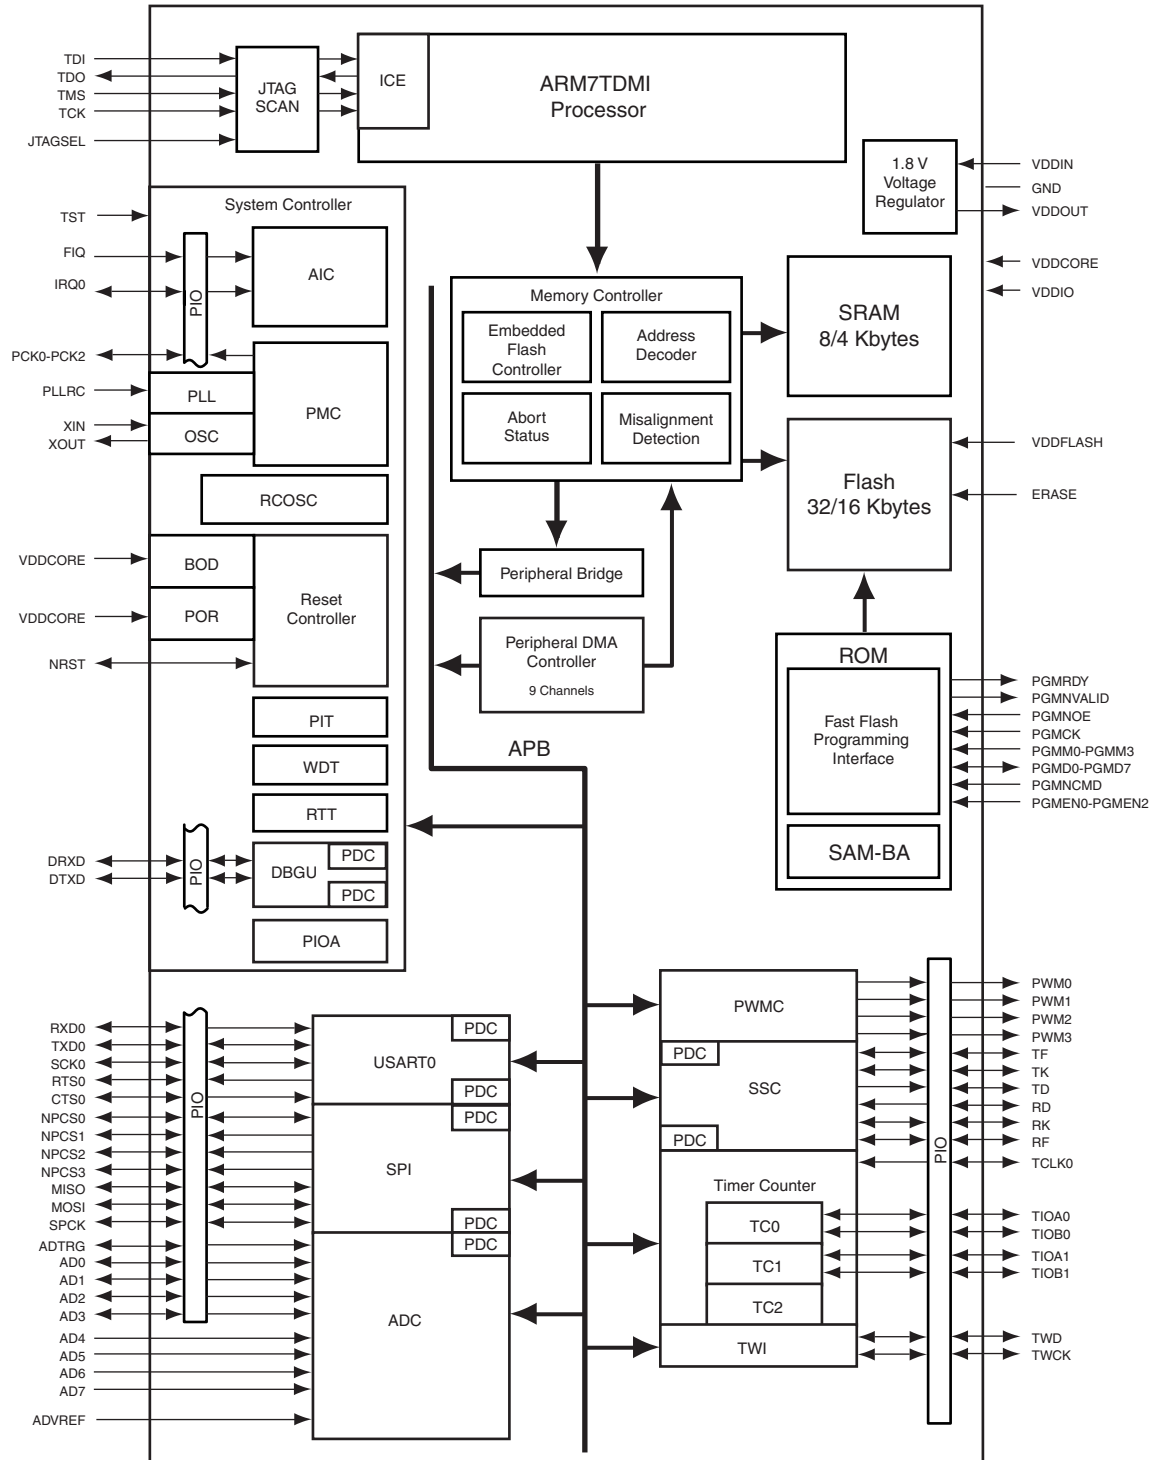 TDI
TDO
TMS
TCK
JTAGSEL
JTAG
SCAN
ICE
ARM7TDMI
Processor
1.8 V
Voltage
Regulator
VDDIN
GND
VDDOUT
VDDCORE
VDDIO
System Controller
TST
FIQ
IRQ0
PIO
AIC
PCK0-PCK2
PLLRC
PLL
XIN
XOUT
OSC
PMC
RCOSC
VDDCORE
BOD
VDDCORE
POR
Reset
Controller
NRST
PIT
WDT
RTT
DRXD
DTXD
PIO
DBGU
PDC
PDC
PIOA
Memory Controller
Embedded
Flash
Controller
Address
Decoder
Abort
Status
Misalignment
Detection
SRAM
8/4 Kbytes
Flash
32/16 Kbytes
VDDFLASH
ERASE
Peripheral Bridge
Peripheral DMA
Controller
9 Channels
APB
ROM
Fast Flash
Programming
Interface
SAM-BA
PGMRDY
PGMNVALID
PGMNOE
PGMCK
PGMM0-PGMM3
PGMD0-PGMD7
PGMNCMD
PGMEN0-PGMEN2
RXD0
TXD0
SCK0
RTS0
CTS0
NPCS0
NPCS1
NPCS2
NPCS3
MISO
MOSI
SPCK
ADTRG
AD0
AD1
AD2
AD3
AD4
AD5
AD6
AD7
ADVREF
PIO
PDC
USART0
PDC
PDC
SPI
PDC
PDC
ADC
PWMC
PDC
SSC
PDC
Timer Counter
TC0
TC1
TC2
TWI
PIO
PWM0
PWM1
PWM2
PWM3
TF
TK
TD
RD
RK
RF
TCLK0
TIOA0
TIOB0
TIOA1
TIOB1
TWD
TWCK